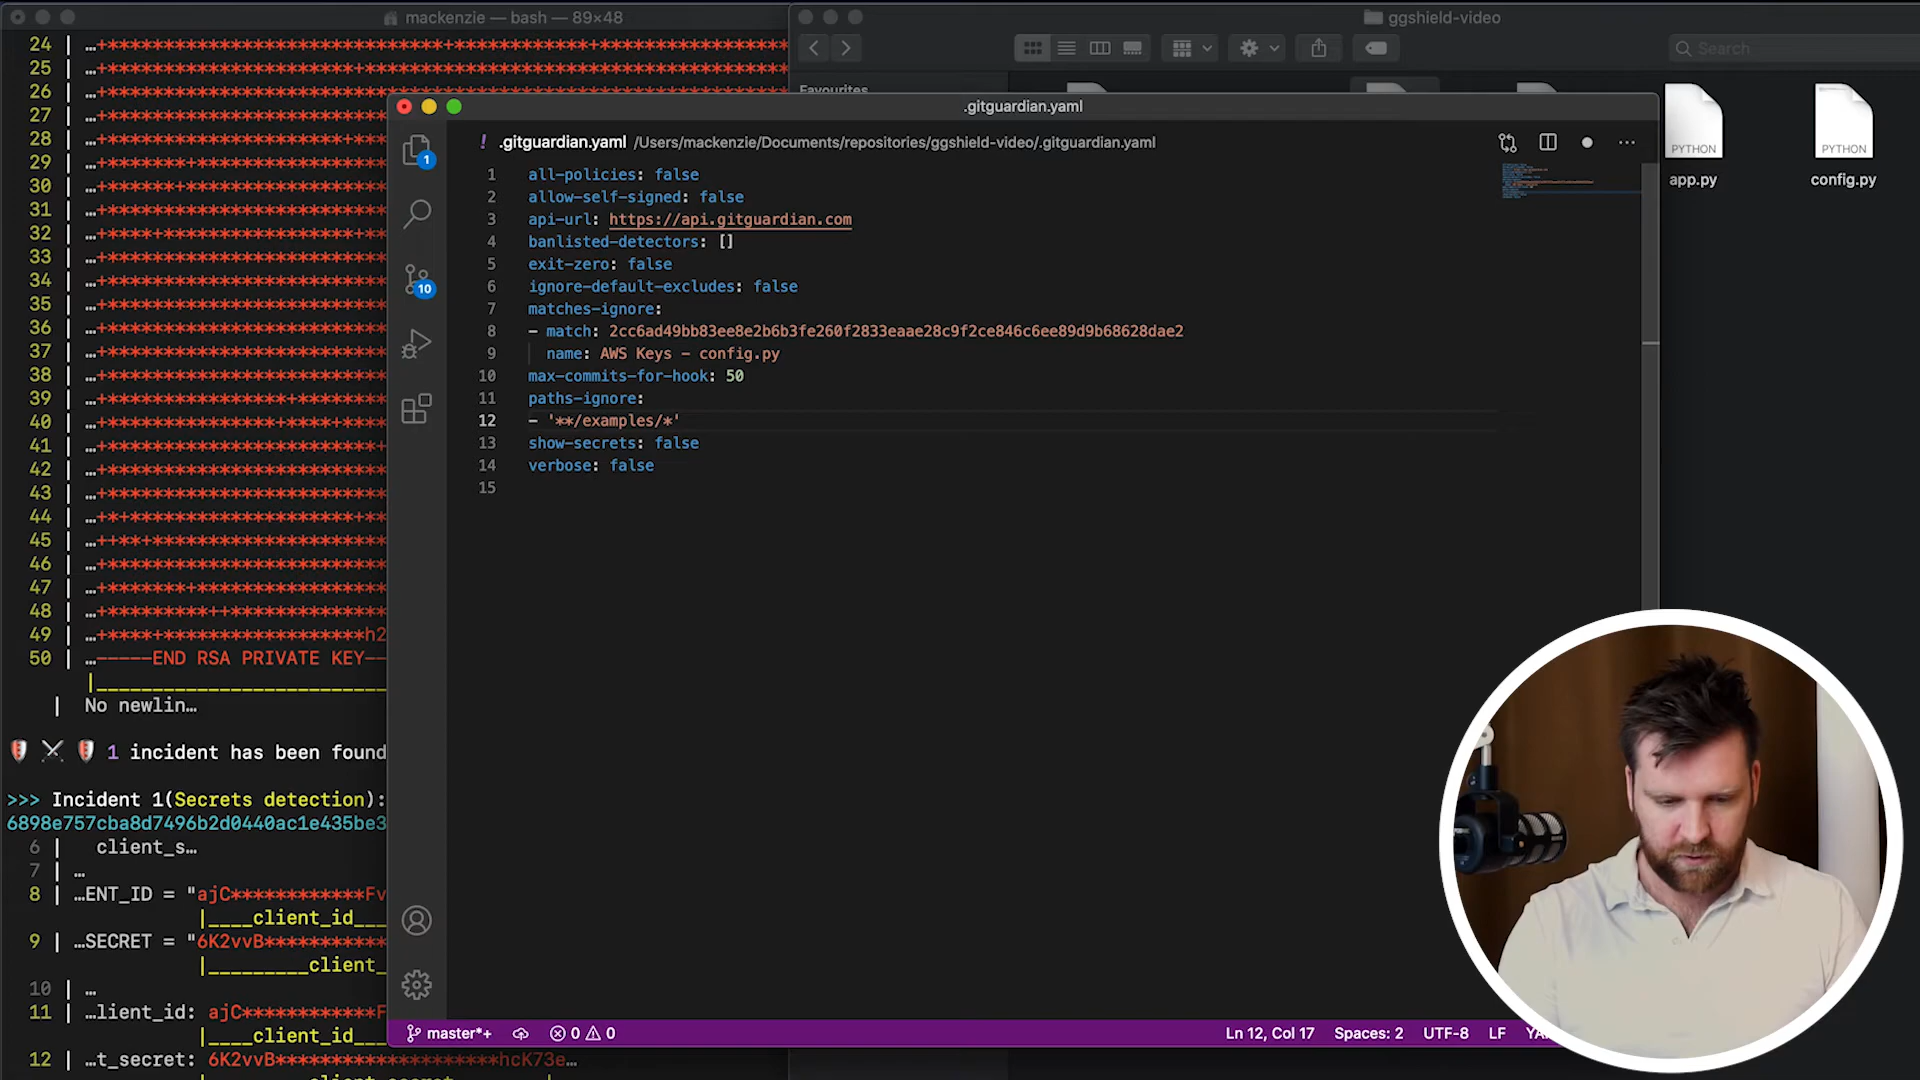 mackenzie — bash — 89×48
24 | …+***************************+************+*********************
25 | …+*******************+******************************************
26 | …+****************************
27 | …+****************************
28 | …+******************+****
29 | …+*******+****************
30 | …+******+*****************
31 | …+****************************
32 | …+****+****************+***
33 | …+****************************
34 | …+****************************
35 | …+****************************
36 | …+****************************
37 | …+****************************
38 | …+****************************
39 | …+****************+********
40 | …+***************+****+****
41 | …+****************************
42 | …+****************************
43 | …+****************************
44 | …+*+*******************+***
45 | …++**+*********************
46 | …+****************************
47 | …+*******+****************
48 | …+********++**************
49 | …+****+********************h2
50 | …-----END RSA PRIVATE KEY--
|__________________________
| No newlin…
1 incident has been found
>>> Incident 1(Secrets detection):
6898e757cba8d7496b2d0440ac1e435be3
6 | client_s…
7 | …
8 | …ENT_ID = "ajC************Fv
|____client_id___
9 | …SECRET = "6K2vvB***********
|_________client_
10 | …
11 | …lient_id: ajC************F
|____client_id___
12 | …t_secret: 6K2vvB*******************hcK73e…
ggshield-video
Search
Favourites
PYTHON
app.py
PYTHON
config.py
.gitguardian.yaml
! .gitguardian.yaml /Users/mackenzie/Documents/repositories/ggshield-video/.gitguardian.yaml
1
10
1 all-policies: false
2 allow-self-signed: false
3 api-url: https://api.gitguardian.com
4 banlisted-detectors: []
5 exit-zero: false
6 ignore-default-excludes: false
7 matches-ignore:
8 - match: 2cc6ad49bb83ee8e2b6b3fe260f2833eaae28c9f2ce846c6ee89d9b68628dae2
9 name: AWS Keys - config.py
10 max-commits-for-hook: 50
11 paths-ignore:
12 - '**/examples/*'
13 show-secrets: false
14 verbose: false
15
master*+ 0 0 Ln 12, Col 17 Spaces: 2 UTF-8 LF